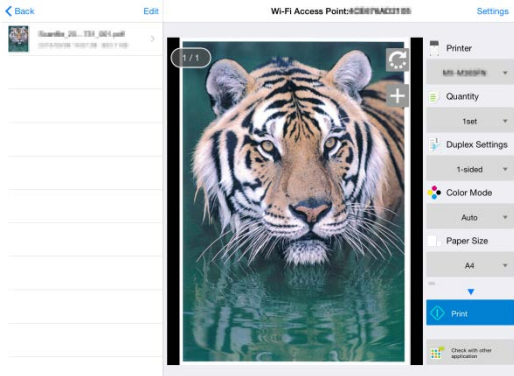 Back
Edit
Wi-Fi Access Point:
Settings
1 / 1
Printer
Quantity
1set
Duplex Settings
1-sided
Color Mode
Auto
Paper Size
A4
Print
Check with other
application